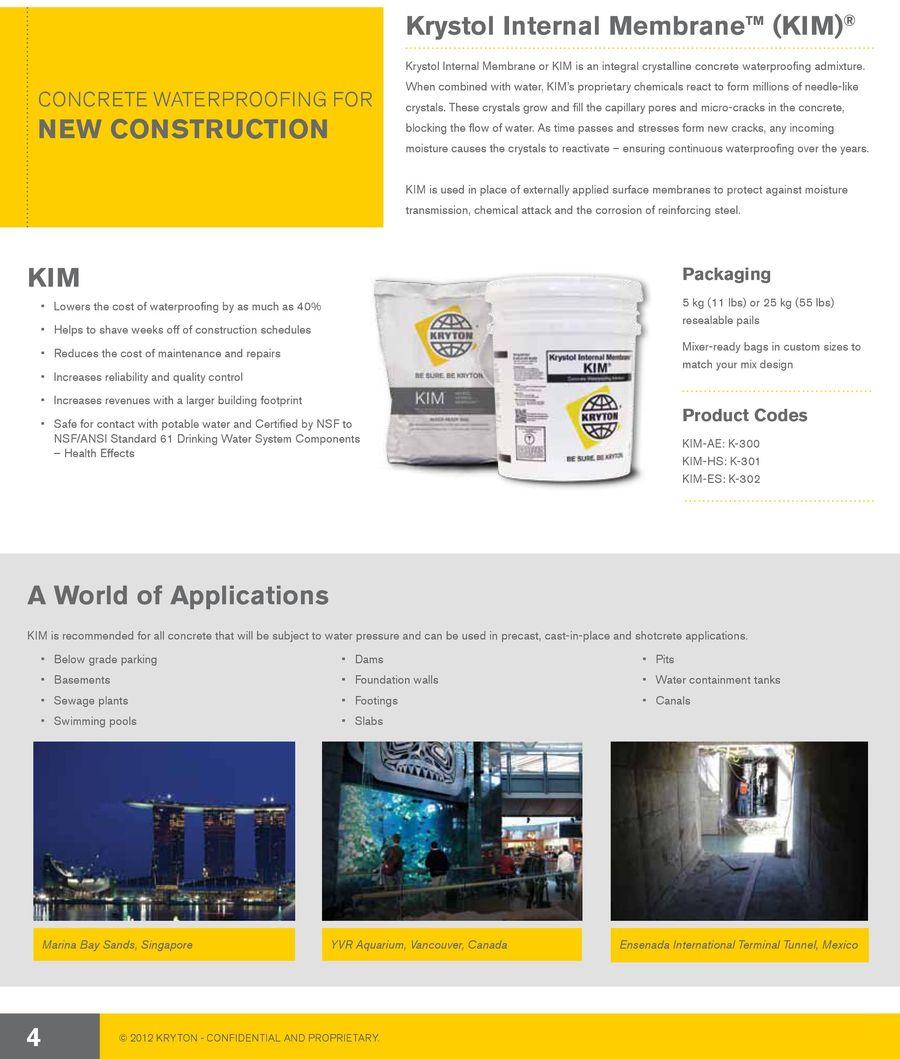 CONCRETE WATERPROOFING FOR
NEW CONSTRUCTION
Krystol Internal Membrane™ (KIM)®
Krystol Internal Membrane or KIM is an integral crystalline concrete waterproofing admixture.
When combined with water, KIM's proprietary chemicals react to form millions of needle-like
crystals. These crystals grow and fill the capillary pores and micro-cracks in the concrete,
blocking the flow of water. As time passes and stresses form new cracks, any incoming
moisture causes the crystals to reactivate – ensuring continuous waterproofing over the years.
KIM is used in place of externally applied surface membranes to protect against moisture
transmission, chemical attack and the corrosion of reinforcing steel.
KIM
• Lowers the cost of waterproofing by as much as 40%
• Helps to shave weeks off of construction schedules
• Reduces the cost of maintenance and repairs
• Increases reliability and quality control
• Increases revenues with a larger building footprint
• Safe for contact with potable water and Certified by NSF to
NSF/ANSI Standard 61 Drinking Water System Components
– Health Effects
KRYTON
BE SURE. BE KRYTON.
KIM
Krystol Internal Membrane
KIM®
Concrete Waterproofing Admixture
KRYTON
BE SURE. BE KRYTON.
Packaging
5 kg (11 lbs) or 25 kg (55 lbs)
resealable pails
Mixer-ready bags in custom sizes to
match your mix design
Product Codes
KIM-AE: K-300
KIM-HS: K-301
KIM-ES: K-302
A World of Applications
KIM is recommended for all concrete that will be subject to water pressure and can be used in precast, cast-in-place and shotcrete applications.
• Below grade parking
• Basements
• Sewage plants
• Swimming pools
• Dams
• Foundation walls
• Footings
• Slabs
• Pits
• Water containment tanks
• Canals
Marina Bay Sands, Singapore
YVR Aquarium, Vancouver, Canada
Ensenada International Terminal Tunnel, Mexico
4
© 2012 KRYTON - CONFIDENTIAL AND PROPRIETARY.